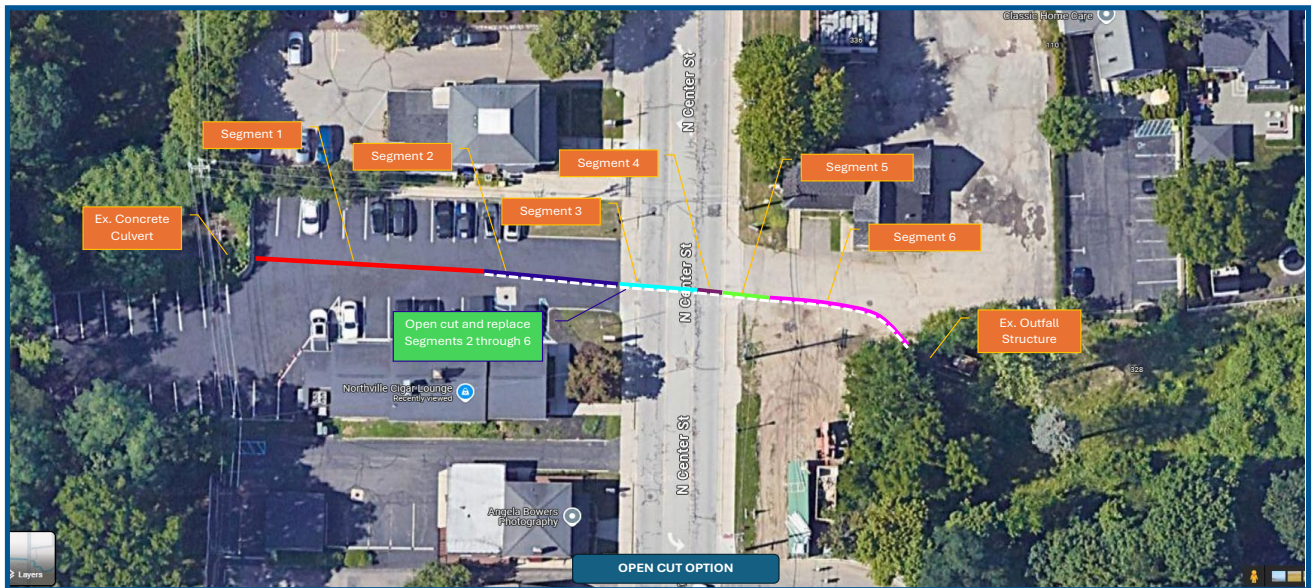 Classic Home Care
336
110
N Center St
Segment 1
Segment 2
Segment 4
Segment 5
Segment 3
Ex. Concrete
Culvert
Segment 6
N Center St
Open cut and replace
Segments 2 through 6
Ex. Outfall
Structure
328
Northville Cigar Lounge
Recently viewed
N Center St
Angela Bowers
Photography
OPEN CUT OPTION
Layers